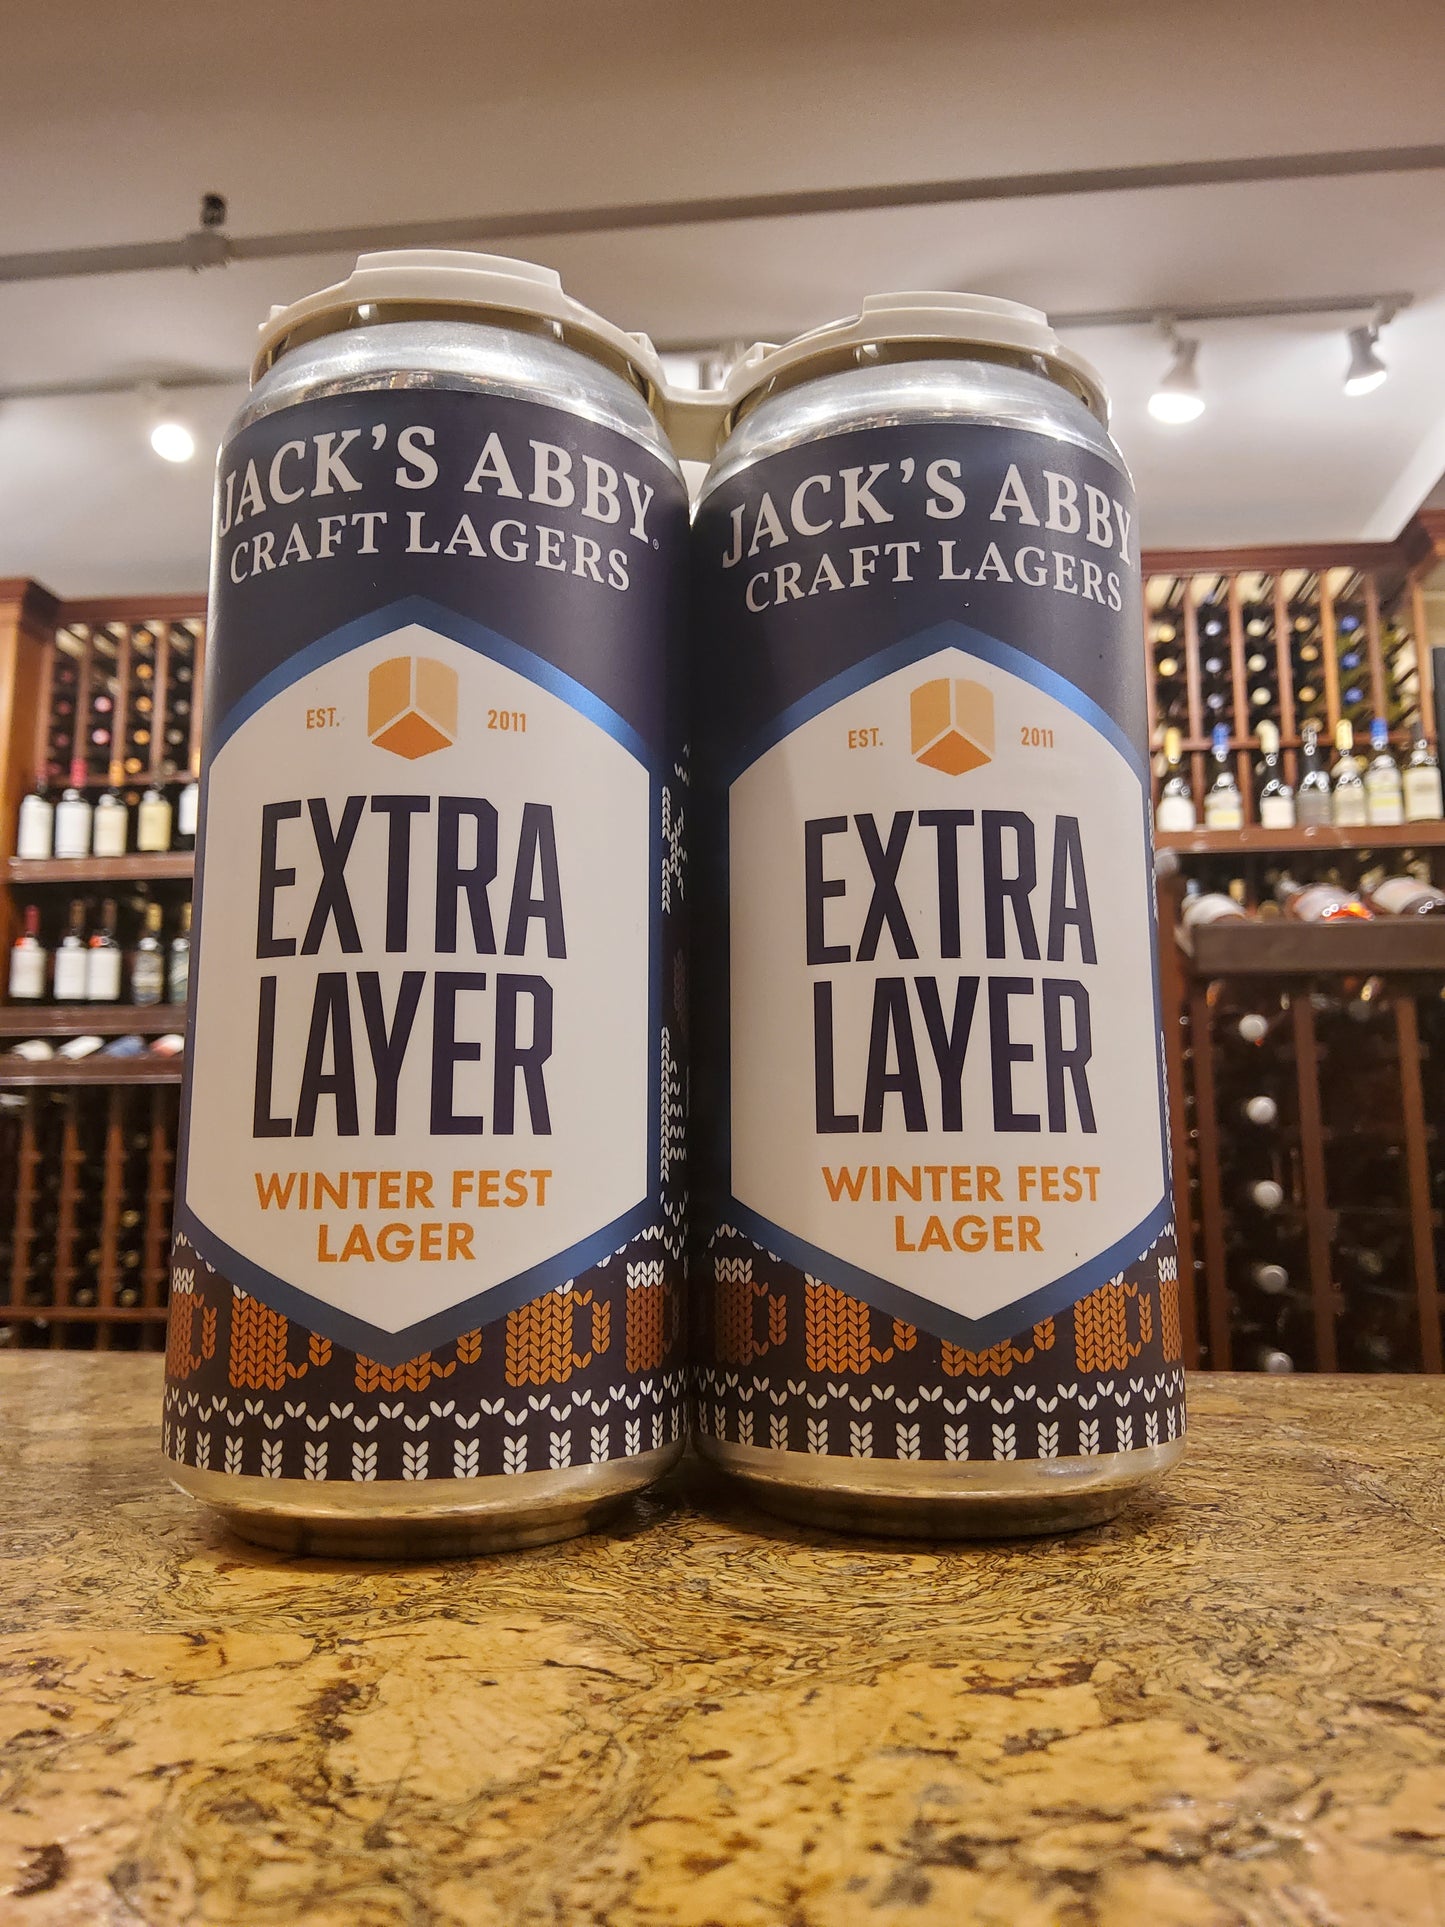 JACK'S ABBY®
CRAFT LAGERS
EST. 2011
EXTRA
LAYER
WINTER FEST
LAGER
JACK'S ABBY
CRAFT LAGERS
EST. 2011
EXTRA
LAYER
WINTER FEST
LAGER